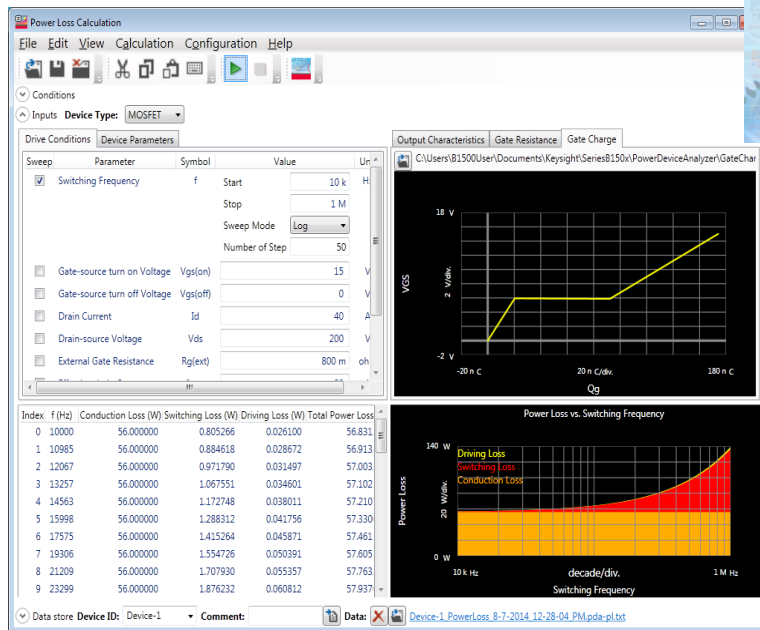 Power Loss Calculation
File Edit View Calculation Configuration Help
Conditions
Inputs Device Type: MOSFET
Drive Conditions Device Parameters
Sweep Parameter Symbol Value
Switching Frequency f Start 10 k
Stop 1 M
Sweep Mode Log
Number of Step 50
Gate-source turn on Voltage Vgs(on) 15 V
Gate-source turn off Voltage Vgs(off) 0 V
Drain Current Id 40 A
Drain-source Voltage Vds 200 V
External Gate Resistance Rg(ext) 800 m oh
Output Characteristics Gate Resistance Gate Charge
C:\Users\B1500User\Documents\Keysight\SeriesB150x\PowerDeviceAnalyzer\GateChar
18 V
VGS
2 V/div.
-2 V
-20 n C 20 n C/div. 180 n C
Qg
Index f (Hz) Conduction Loss (W) Switching Loss (W) Driving Loss (W) Total Power Loss
0 10000 56.000000 0.805266 0.026100 56.831
1 10985 56.000000 0.884618 0.028672 56.913
2 12067 56.000000 0.971790 0.031497 57.003
3 13257 56.000000 1.067551 0.034601 57.102
4 14563 56.000000 1.172748 0.038011 57.210
5 15998 56.000000 1.288312 0.041756 57.330
6 17575 56.000000 1.415264 0.045871 57.461
7 19306 56.000000 1.554726 0.050391 57.605
8 21209 56.000000 1.707930 0.055357 57.763
9 23299 56.000000 1.876232 0.060812 57.937
Power Loss vs. Switching Frequency
140 W
Driving Loss
Switching Loss
Conduction Loss
Power Loss
20 W/div.
0 W
10 k Hz decade/div. 1 M Hz
Switching Frequency
Data store Device ID: Device-1 Comment: Data: Device-1_PowerLoss_8-7-2014_12-28-04_PM.pda-pl.txt